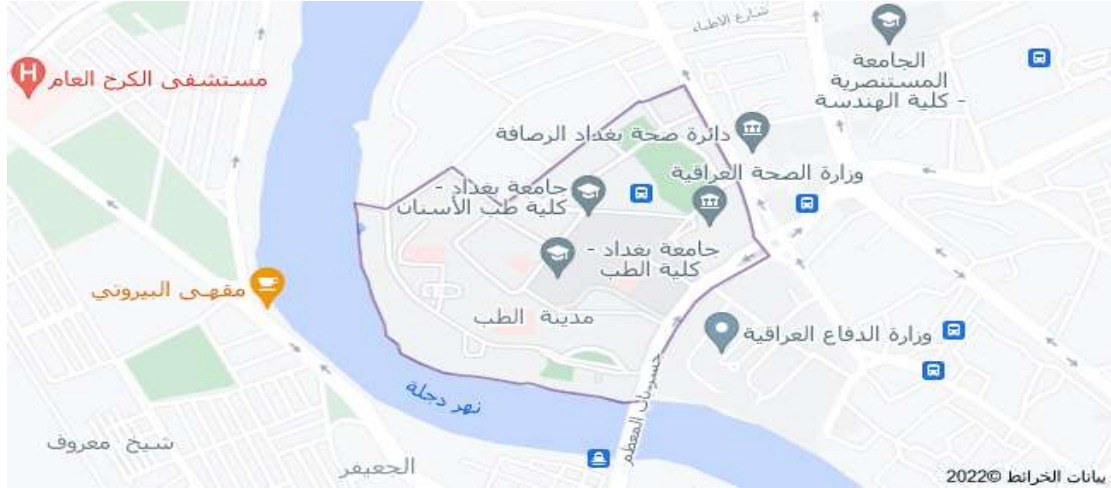 شارع الاطباء
الجامعة
المستنصرية
- كلية الهندسة
مستشفى الكرخ العام
دائرة صحة بغداد الرصافة
وزارة الصحة العراقية
جامعة بغداد -
كلية طب الأسنان
جامعة بغداد -
كلية الطب
مقهى البيروتي
مدينة الطب
وزارة الدفاع العراقية
جسر باب المعظم
نهر دجلة
شيخ معروف
الجعيفر
بيانات الخرائط ©2022